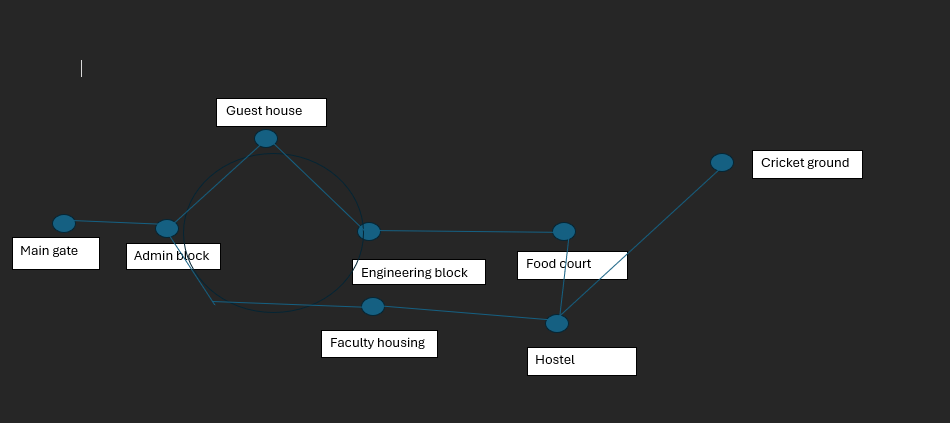 Guest house
Cricket ground
Main gate
Admin block
Engineering block
Food court
Faculty housing
Hostel